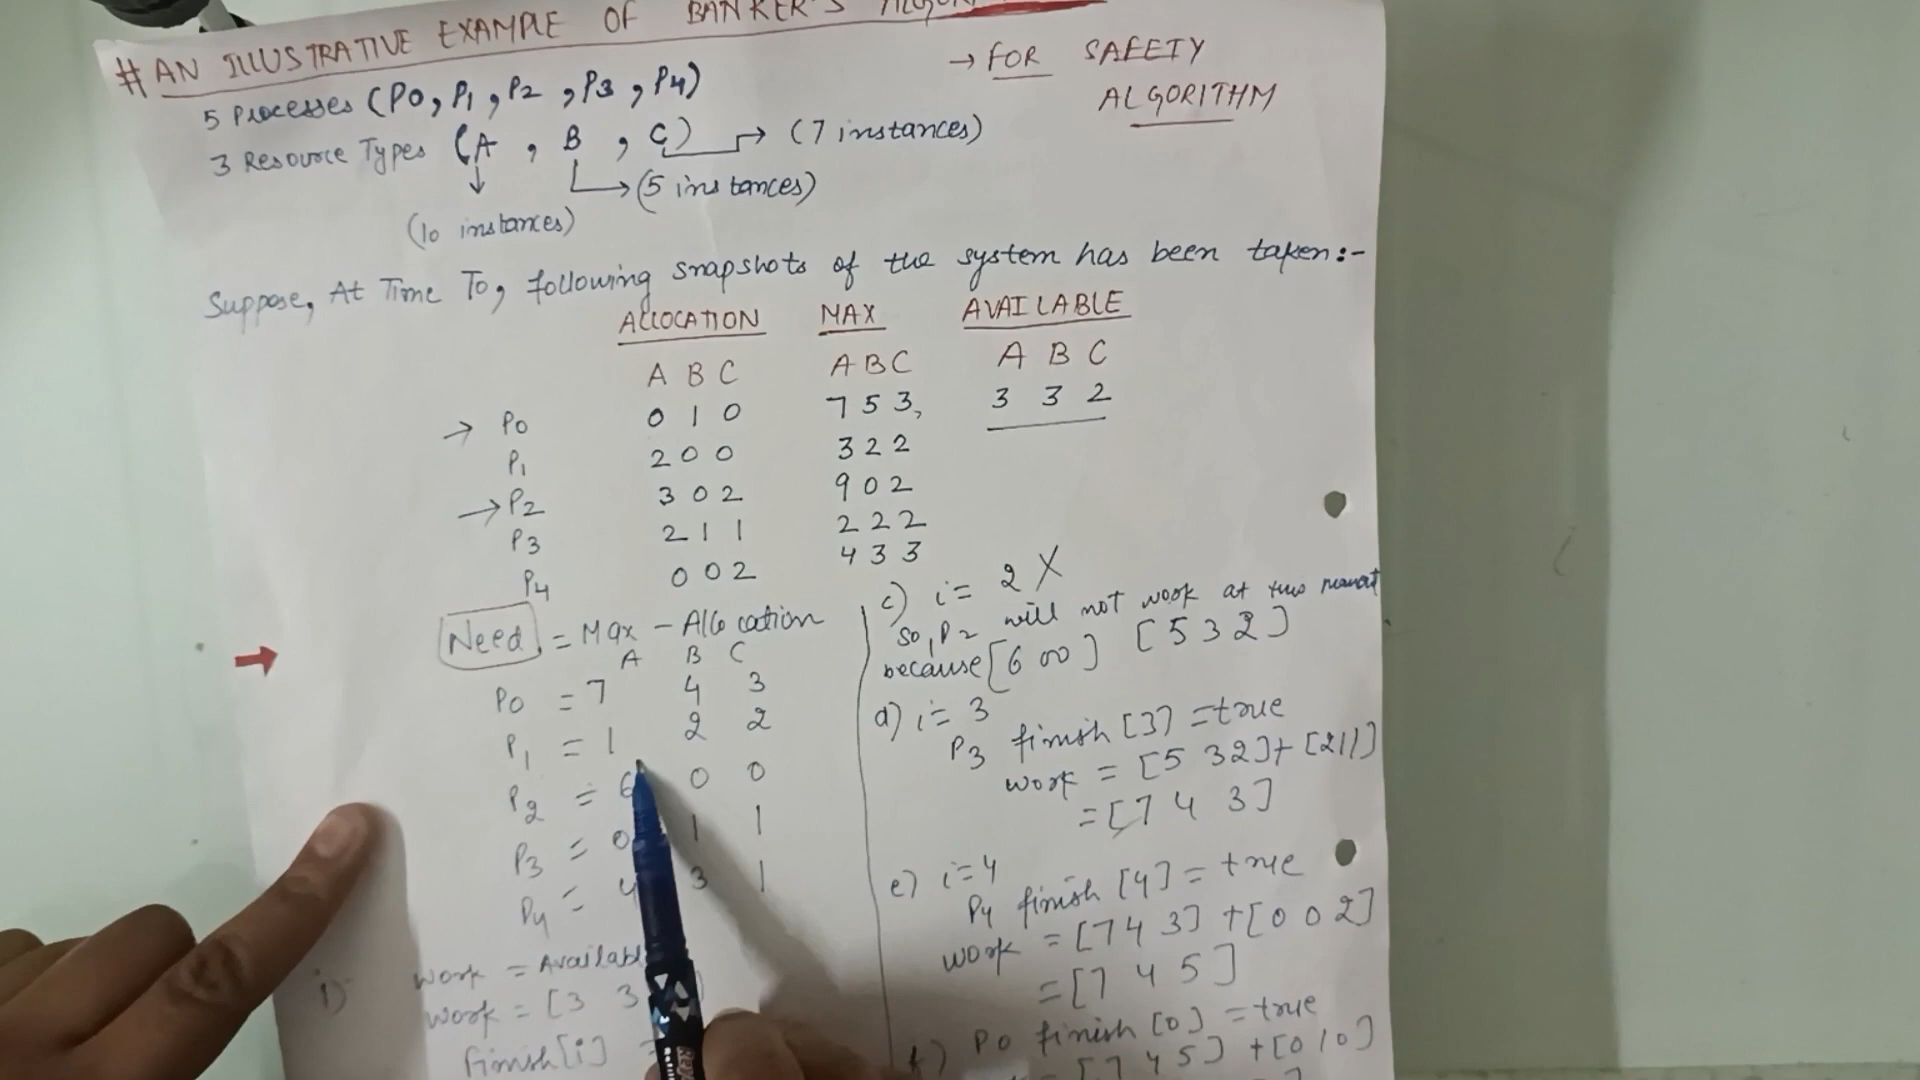 # AN ILLUSTRATIVE EXAMPLE OF BANKER'S
→ FOR SAFETY
ALGORITHM
5 Processes (P0, P1, P2, P3, P4)
3 Resource Types (A, B, C) → (7 instances)
↓ → (5 instances)
(10 instances)
Suppose, At Time To, following snapshots of the system has been taken:-
ALLOCATION MAX AVAILABLE
A B C A B C A B C
→ P0 0 1 0 7 5 3, 3 3 2
P1 2 0 0 3 2 2
→ P2 3 0 2 9 0 2
P3 2 1 1 2 2 2
P4 0 0 2 4 3 3
Need = Max - Allocation
A B C
P0 = 7 4 3
P1 = 1 2 2
P2 = 6 0 0
P3 = 0 1 1
P4 = 4 3 1
1) work = Available
work = [3 3
finish[i] =
c) i = 2 X
so, P2 will not work at this
because [6 0 0] [5 3 2]
d) i = 3
P3 finish [3] = true
work = [5 3 2] + [2 1 1]
= [7 4 3]
e) i = 4
P4 finish [4] = true
work = [7 4 3] + [0 0 2]
= [7 4 5]
f) P0 finish [0] = true
[7 4 5] + [0 1 0]